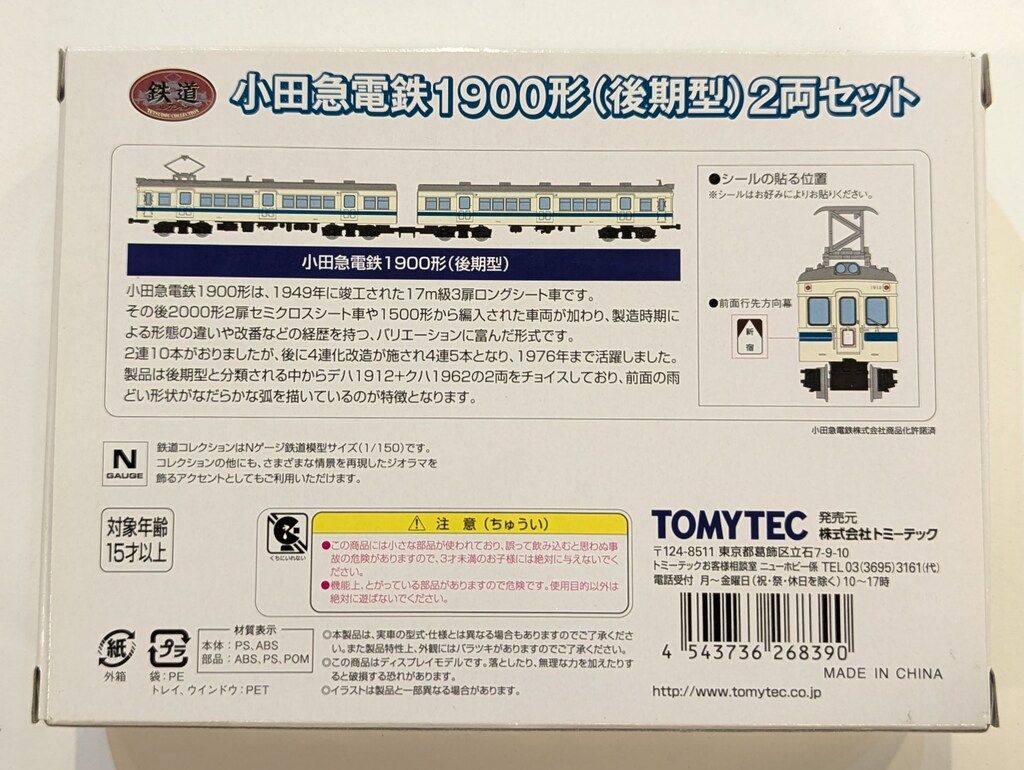 鉄道
TETSUDOU COLLECTION
小田急電鉄1900形(後期型)2両セット
小田急電鉄1900形(後期型)
小田急電鉄1900形は、1949年に竣工された17m級3扉ロングシート車です。
その後2000形2扉セミクロスシート車や1500形から編入された車両が加わり、製造時期に
よる形態の違いや改番などの経歴を持つ、バリエーションに富んだ形式です。
2連10本がおりましたが、後に4連化改造が施され4連5本となり、1976年まで活躍しました。
製品は後期型と分類される中からデハ1912+クハ1962の2両をチョイスしており、前面の雨
どい形状がなだらかな弧を描いているのが特徴となります。
●シールの貼る位置
※シールはお好みによりお貼りください。
●前面行先方向幕
新宿
小田急電鉄株式会社商品化許諾済
N
GAUGE
鉄道コレクションはNゲージ鉄道模型サイズ(1/150)です。
コレクションの他にも、さまざまな情景を再現したジオラマを
飾るアクセントとしてもご利用いただけます。
対象年齢
15才以上
くちにいれない
⚠ 注意(ちゅうい)
●この商品には小さな部品が使われており、誤って飲み込むと思わぬ事
故の危険がありますので、3才未満のお子様には絶対に与えないでく
ださい。
●機能上、とがっている部品がありますので危険です。使用目的以外は
絶対に遊ばないでください。
TOMYTEC 発売元
株式会社トミーテック
〒124-8511 東京都葛飾区立石7-9-10
トミーテックお客様相談室 ニューホビー係 TEL 03(3695)3161(代)
電話受付 月~金曜日(祝・祭・休日を除く)10~17時
4 543736 268390
MADE IN CHINA
http://www.tomytec.co.jp
紙
外箱
プラ
袋:PE
トレイ、ウインドウ:PET
材質表示
本体:PS,ABS
部品:ABS,PS,POM
◎本製品は、実車の型式・仕様とは異なる場合もありますのでご了承くださ
い。また製品特性上、外観にはバラツキがありますのでご了承ください。
◎この商品はディスプレイモデルです。落としたり、無理な力を加えたりす
ると破損する恐れがあります。
◎イラストは製品と一部異なる場合があります。